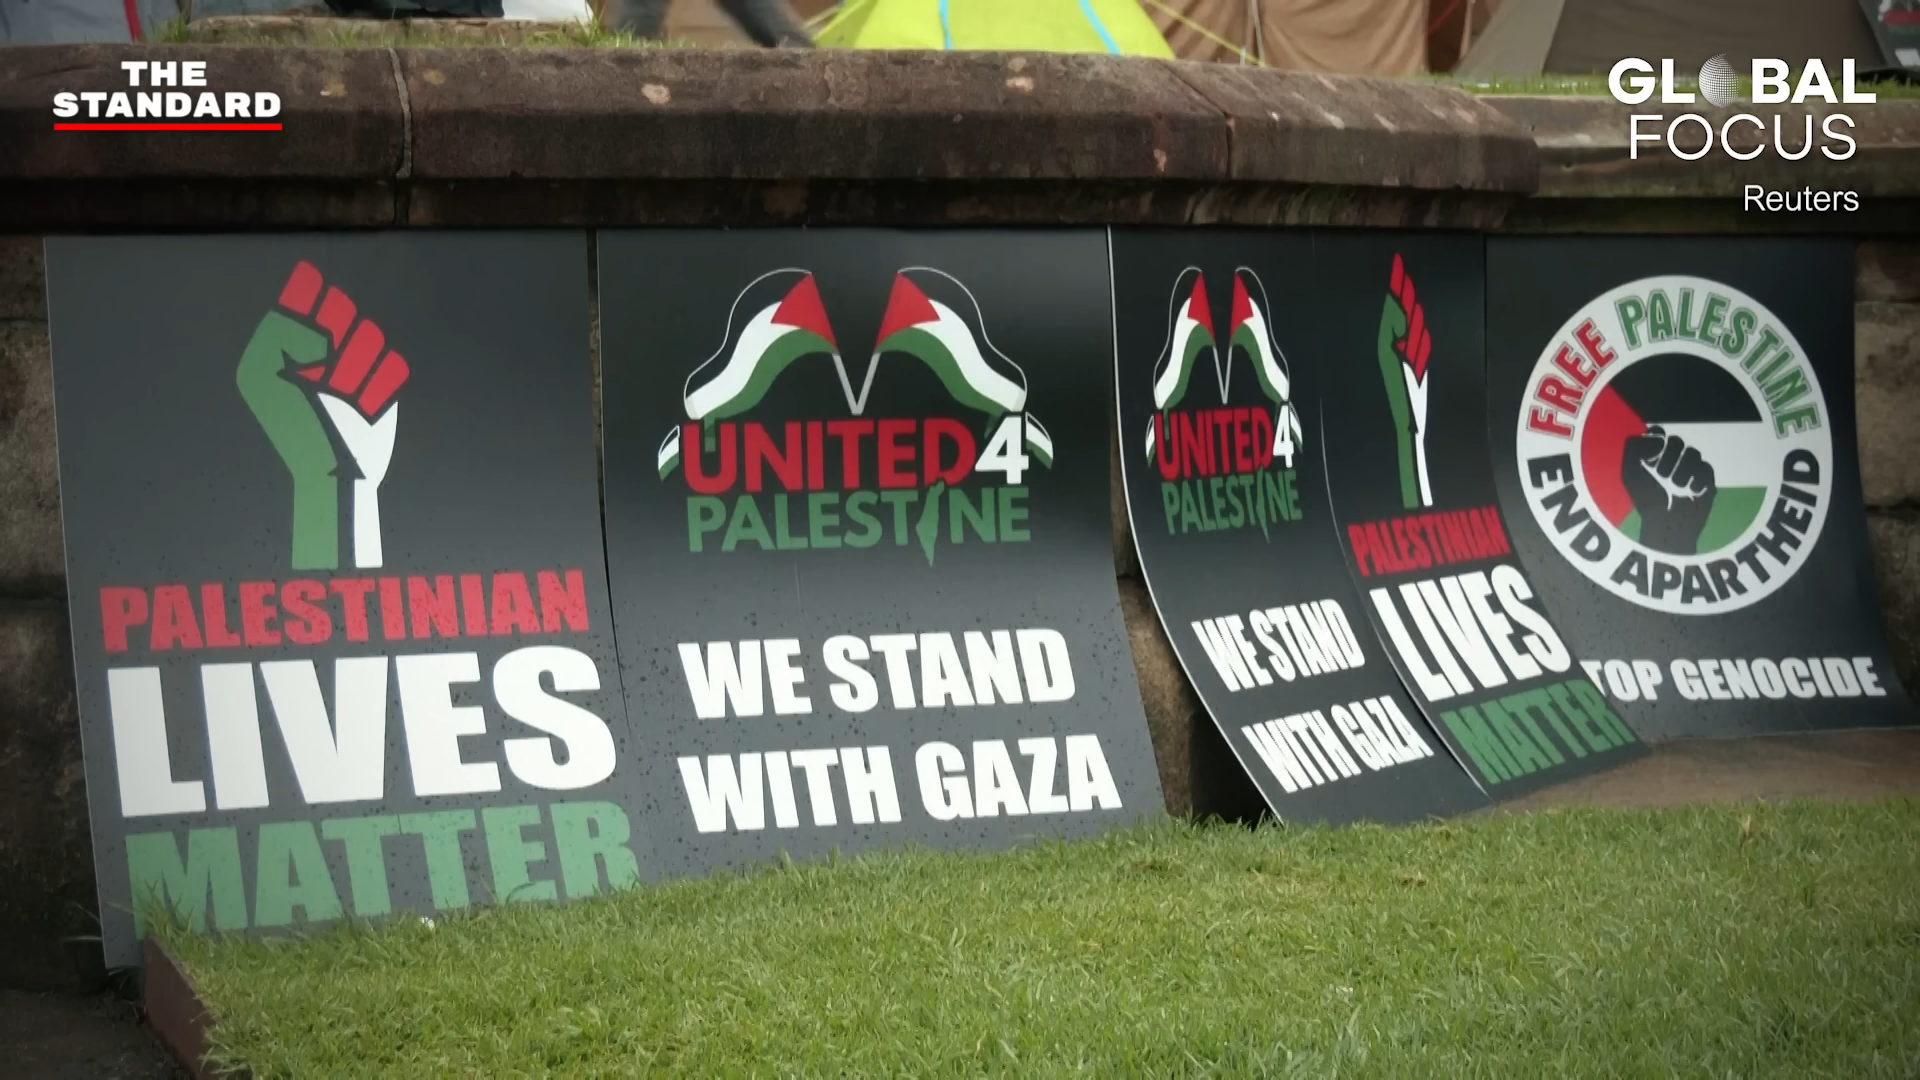 THE
STANDARD
GLOBAL
FOCUS
Reuters
PALESTINIAN
LIVES
MATTER
UNITED4
PALESTINE
WE STAND
WITH GAZA
UNITED4
PALESTINE
WE STAND
WITH GAZA
PALESTINIAN
LIVES
MATTER
FREE PALESTINE
END APARTHEID
TOP GENOCIDE